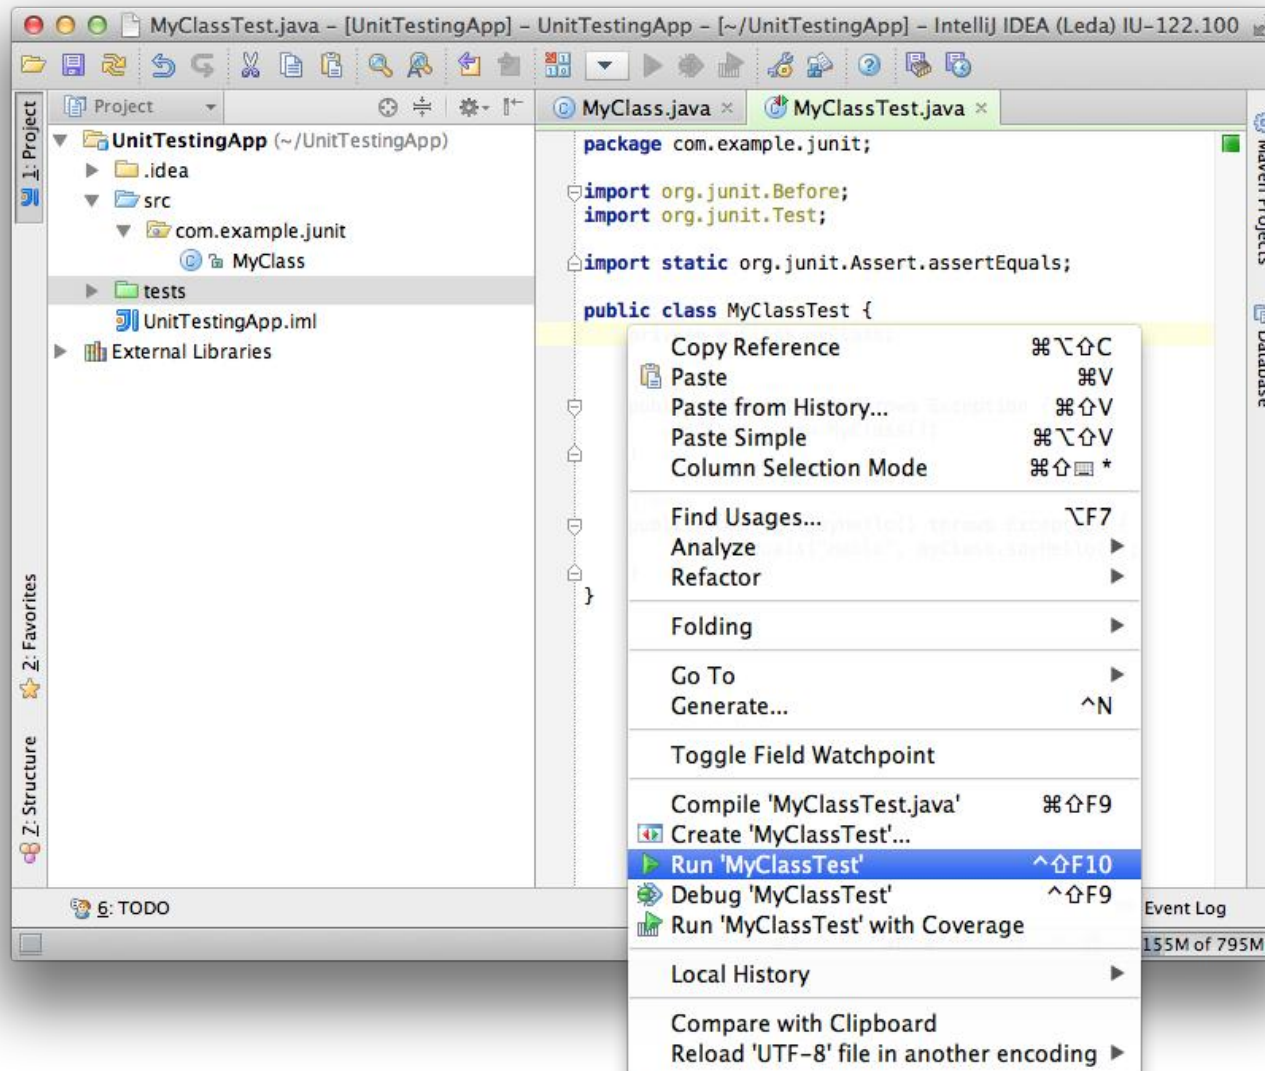 MyClassTest.java – [UnitTestingApp] – UnitTestingApp – [~/UnitTestingApp] – IntelliJ IDEA (Leda) IU-122.100
Project
MyClass.java
MyClassTest.java
1: Project
2: Favorites
Z: Structure
UnitTestingApp (~/UnitTestingApp)
.idea
src
com.example.junit
MyClass
tests
UnitTestingApp.iml
External Libraries
package com.example.junit;
import org.junit.Before;
import org.junit.Test;
import static org.junit.Assert.assertEquals;
public class MyClassTest {
}
Copy Reference ⌘⌥⇧C
Paste ⌘V
Paste from History... ⌘⇧V
Paste Simple ⌘⌥⇧V
Column Selection Mode ⌘⇧⌨ *
Find Usages... ⌥F7
Analyze
Refactor
Folding
Go To
Generate... ^N
Toggle Field Watchpoint
Compile 'MyClassTest.java' ⌘⇧F9
Create 'MyClassTest'...
Run 'MyClassTest' ^⇧F10
Debug 'MyClassTest' ^⇧F9
Run 'MyClassTest' with Coverage
Local History
Compare with Clipboard
Reload 'UTF-8' file in another encoding
Maven Projects
Database
6: TODO
Event Log
155M of 795M